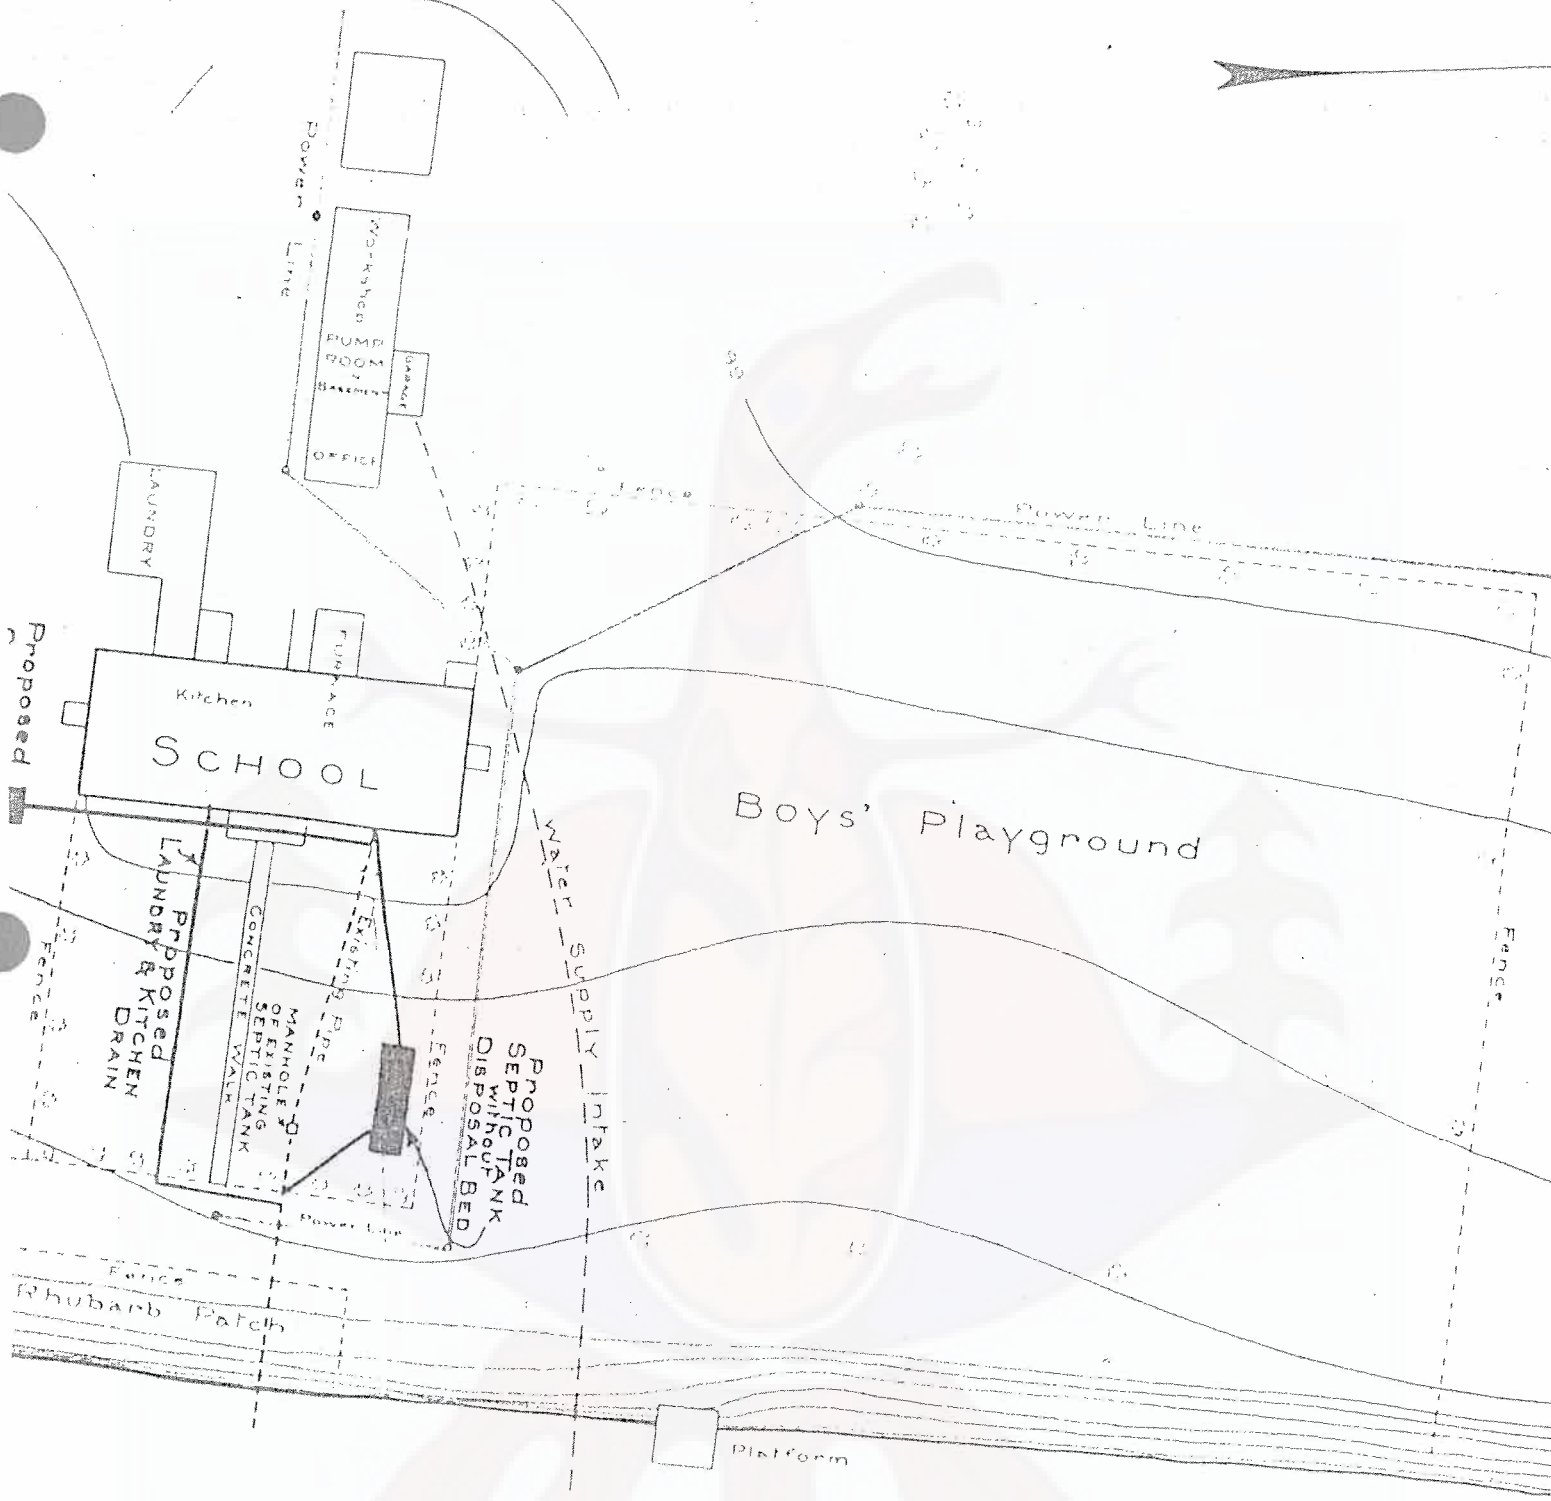 Power
Line
Workshop
PUMP
ROOM
BASEMENT
OFFICE
GARAGE
LAUNDRY
FURNACE
Kitchen
SCHOOL
Proposed
Fence
Power Line
Boys' Playground
Water Supply Intake
Fence
Fence
Proposed
LAUNDRY & KITCHEN
DRAIN
CONCRETE WALK
MANHOLE
OF EXISTING
SEPTIC TANK
Existing Pipe
Fence
Proposed
SEPTIC TANK
without
DISPOSAL BED
Power Line
Fence
Rhubarb Patch
Platform